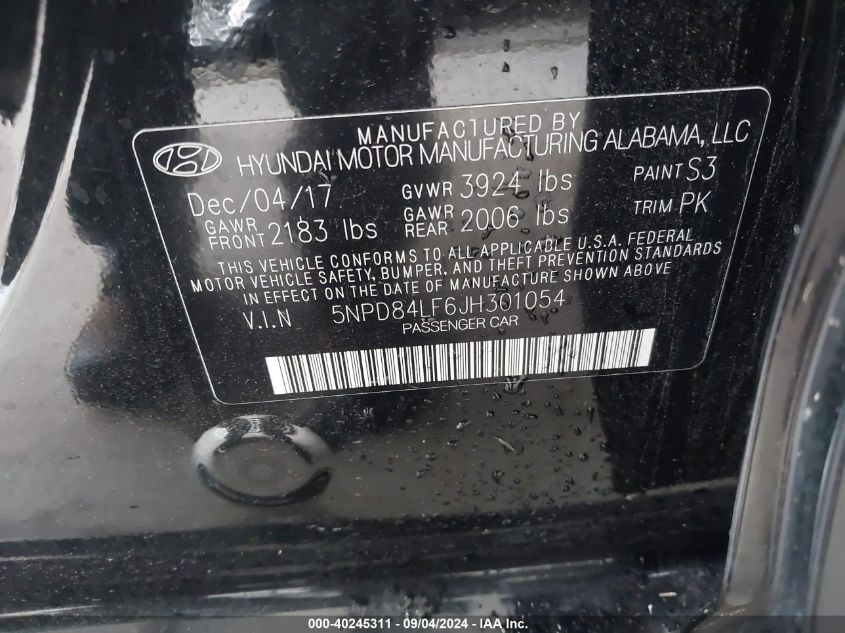 MANUFACTURED BY
HYUNDAI MOTOR MANUFACTURING ALABAMA, LLC
Dec/04/17 GVWR 3924 lbs PAINT S3
GAWR FRONT 2183 lbs GAWR REAR 2006 lbs TRIM PK
THIS VEHICLE CONFORMS TO ALL APPLICABLE U.S.A. FEDERAL
MOTOR VEHICLE SAFETY, BUMPER, AND THEFT PREVENTION STANDARDS
IN EFFECT ON THE DATE OF MANUFACTURE SHOWN ABOVE
V.I.N 5NPD84LF6JH301054
PASSENGER CAR
000-40245311 - 09/04/2024 - IAA Inc.